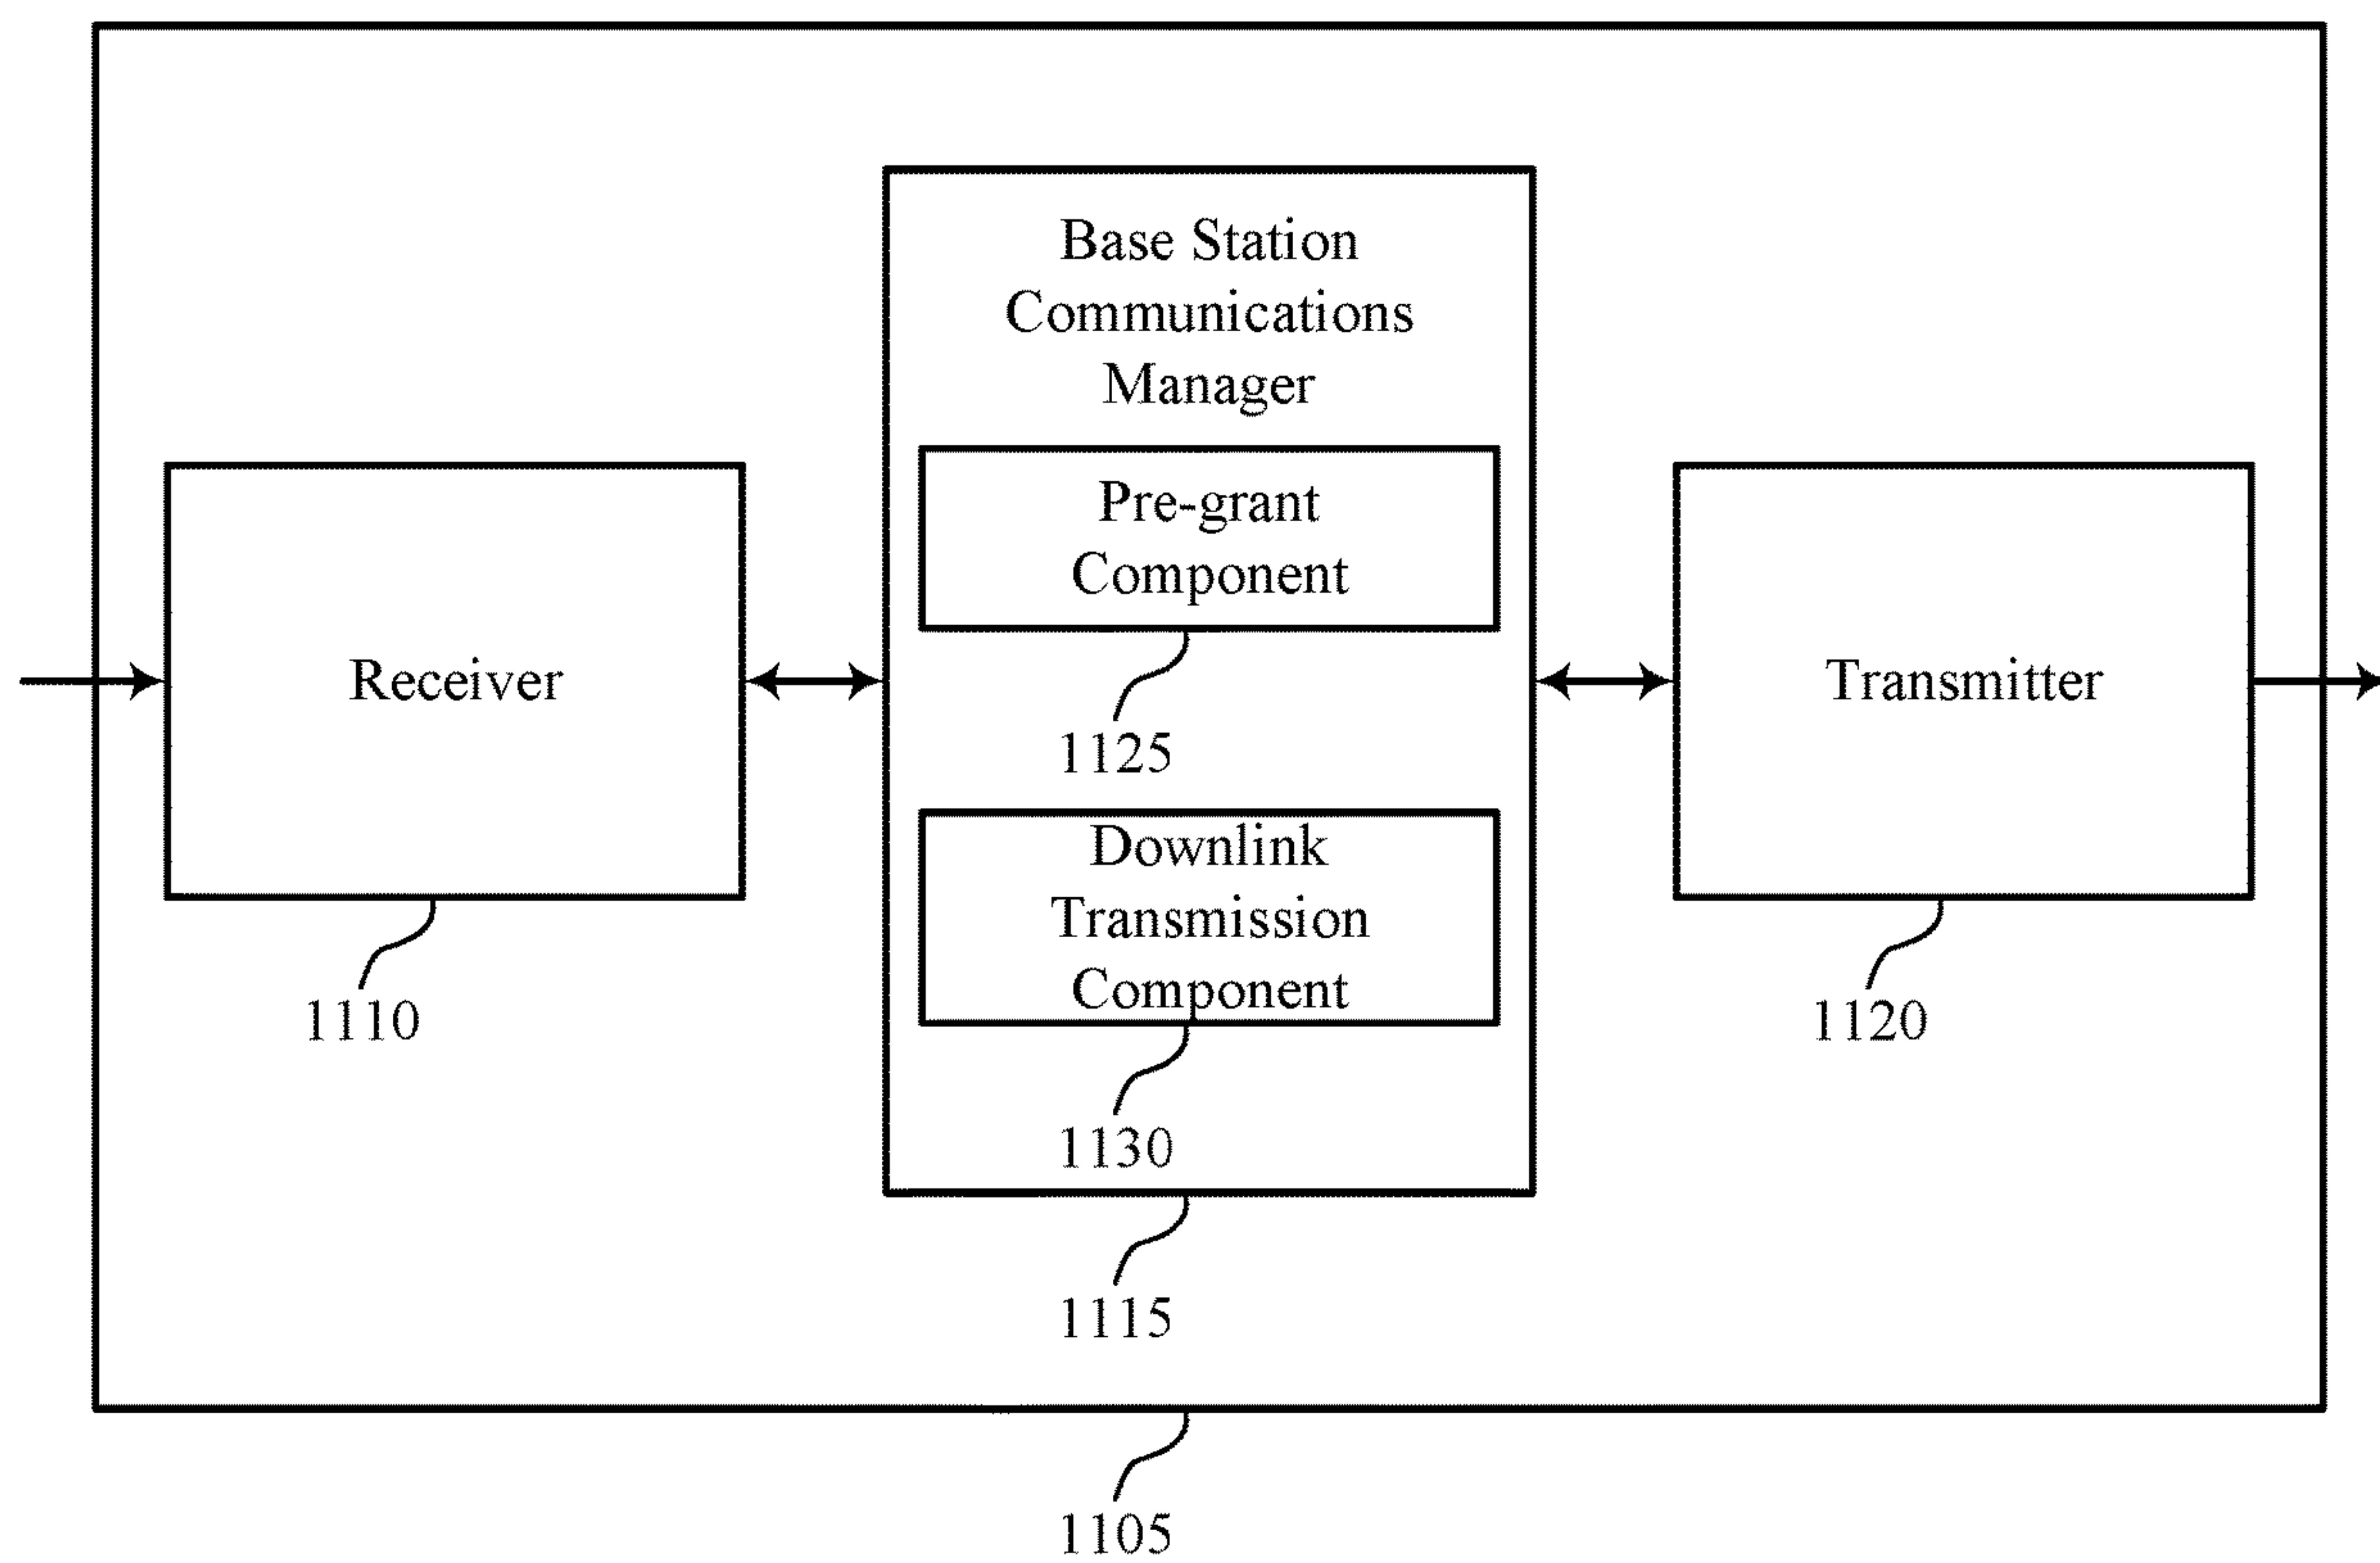 Base Station
Communications
Manager
Pre-grant
Component
Receiver
Transmitter
1125
Downlink
Transmission
Component
1110
1120
1130
1115
1105